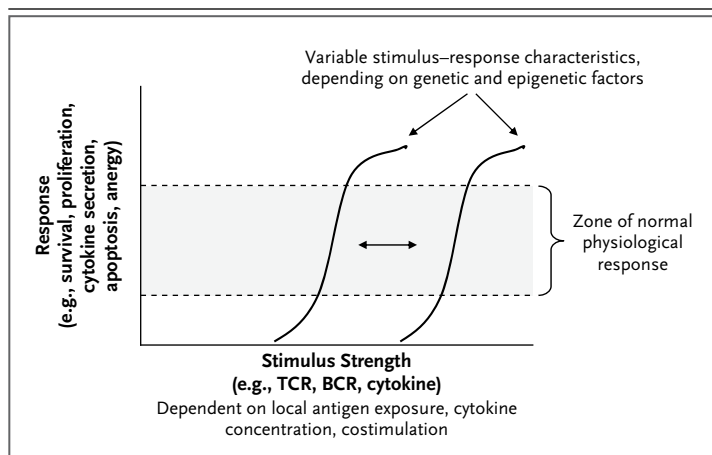 Variable stimulus–response characteristics,
depending on genetic and epigenetic factors
Response
(e.g., survival, proliferation,
cytokine secretion,
apoptosis, anergy)
Zone of normal
physiological
response
Stimulus Strength
(e.g., TCR, BCR, cytokine)
Dependent on local antigen exposure, cytokine
concentration, costimulation